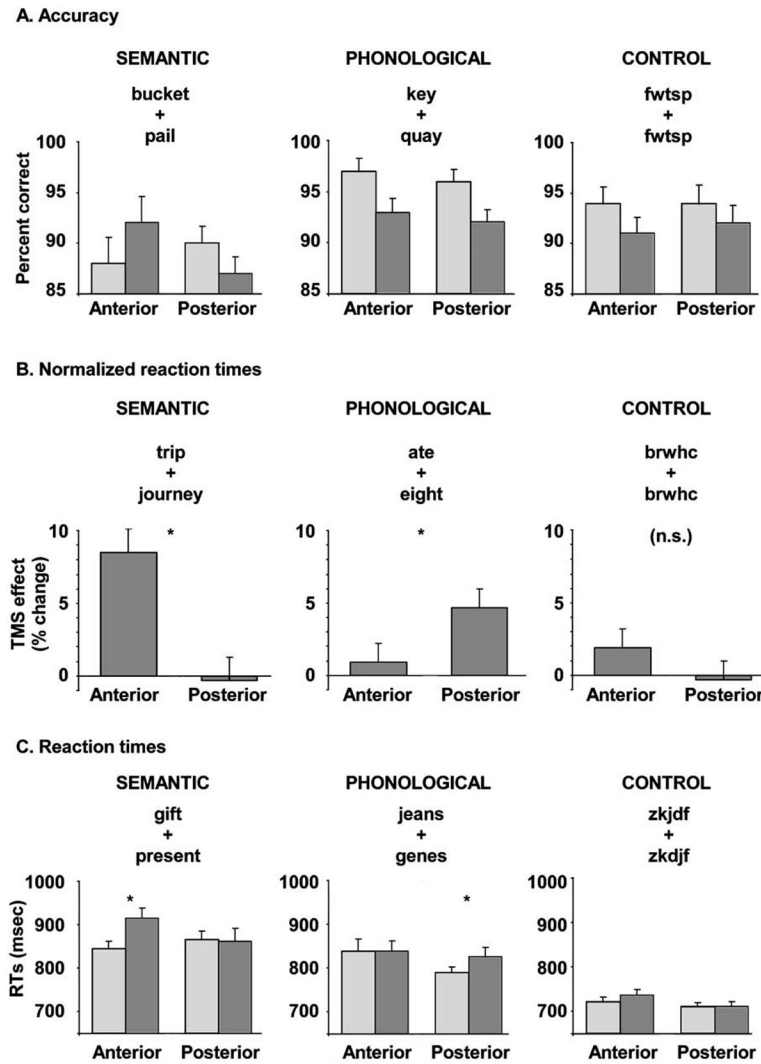 A. Accuracy
SEMANTIC PHONOLOGICAL CONTROL
bucket key fwtsp
+ + +
pail quay fwtsp
100 100 100
95 95 95
90 90 90
85 85 85
Percent correct
Anterior Posterior Anterior Posterior Anterior Posterior
B. Normalized reaction times
SEMANTIC PHONOLOGICAL CONTROL
trip ate brwhc
+ + +
journey eight brwhc
10 * 10 * 10 (n.s.)
5 5 5
0 0 0
TMS effect
(% change)
Anterior Posterior Anterior Posterior Anterior Posterior
C. Reaction times
SEMANTIC PHONOLOGICAL CONTROL
gift jeans zkjdf
+ + +
present genes zkdjf
1000 1000 1000
* *
900 900 900
800 800 800
700 700 700
RTs (msec)
Anterior Posterior Anterior Posterior Anterior Posterior